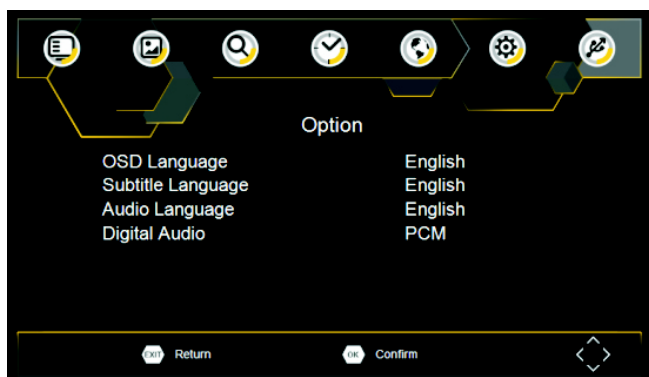 Option
OSD Language English
Subtitle Language English
Audio Language English
Digital Audio PCM
EXIT Return OK Confirm